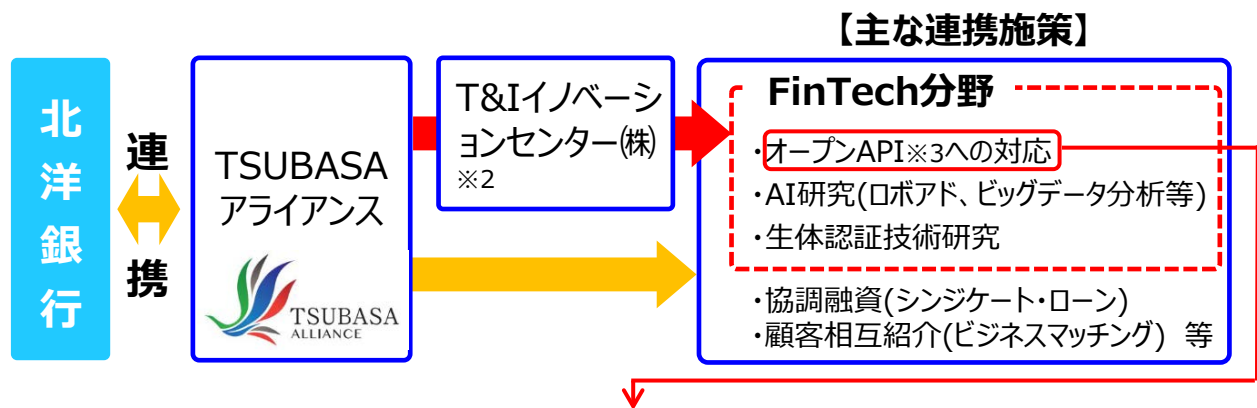 【主な連携施策】
北洋銀行
連携
TSUBASA
アライアンス
TSUBASA
ALLIANCE
T&Iイノベーシ
ョンセンター㈱
※2
FinTech分野
・オープンAPI※3への対応
・AI研究(ロボアド、ビッグデータ分析等)
・生体認証技術研究
・協調融資(シンジケート・ローン)
・顧客相互紹介(ビジネスマッチング) 等